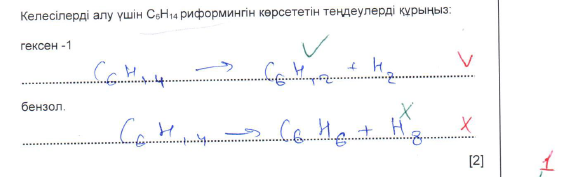 Келесілерді алу үшін C₆H₁₄ риформингін көрсететін теңдеулерді құрыңыз:
гексен -1
C₆H₁₄ → C₆H₁₂ + H₂
бензол.
C₆H₁₄ → C₆H₆ + H₈
[2]
1